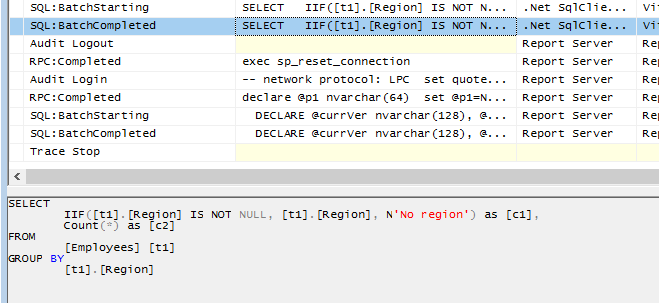 SQL:BatchStarting SELECT IIF([t1].[Region] IS NOT N... .Net SqlClie... Vi
SQL:BatchCompleted SELECT IIF([t1].[Region] IS NOT N... .Net SqlClie... Vi
Audit Logout Report Server Re
RPC:Completed exec sp_reset_connection Report Server Re
Audit Login -- network protocol: LPC set quote... Report Server Re
RPC:Completed declare @p1 nvarchar(64) set @p1=N... Report Server Re
SQL:BatchStarting DECLARE @currVer nvarchar(128), @... Report Server Re
SQL:BatchCompleted DECLARE @currVer nvarchar(128), @... Report Server Re
Trace Stop
SELECT
IIF([t1].[Region] IS NOT NULL, [t1].[Region], N'No region') as [c1],
Count(*) as [c2]
FROM
[Employees] [t1]
GROUP BY
[t1].[Region]